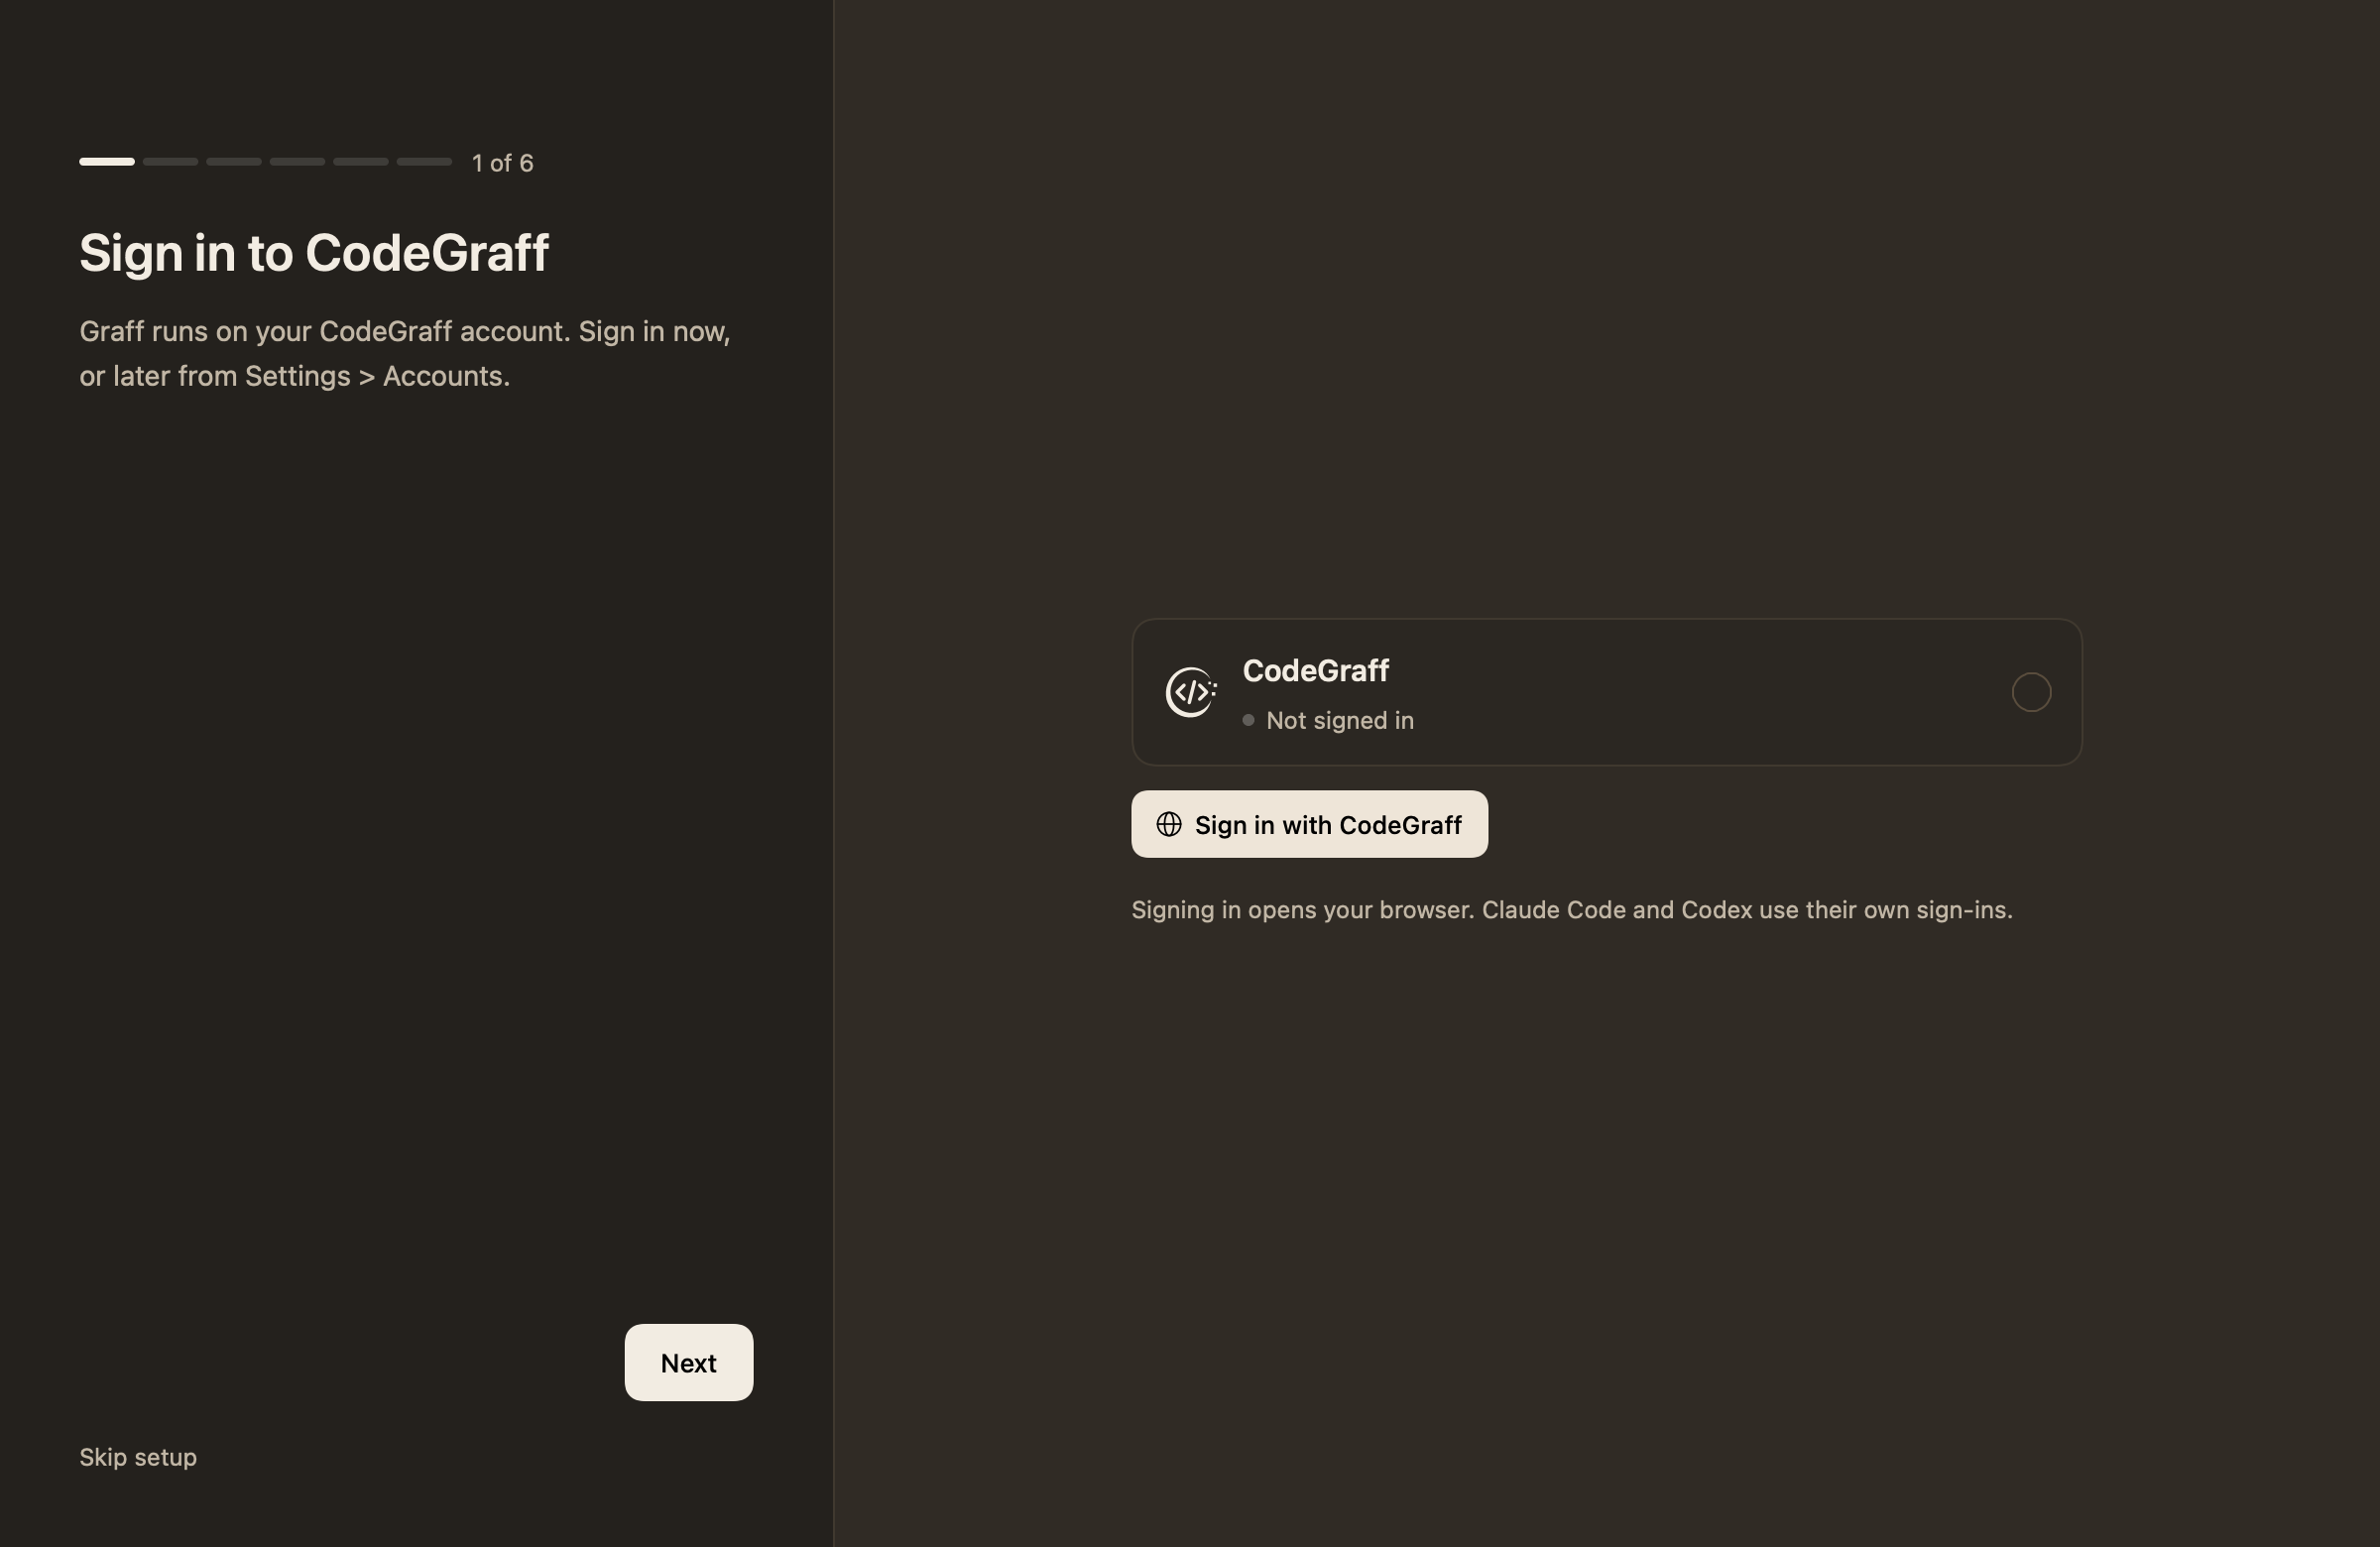 1 of 6
Sign in to CodeGraff
Graff runs on your CodeGraff account. Sign in now,
or later from Settings > Accounts.
Next
Skip setup
CodeGraff
Not signed in
Sign in with CodeGraff
Signing in opens your browser. Claude Code and Codex use their own sign-ins.